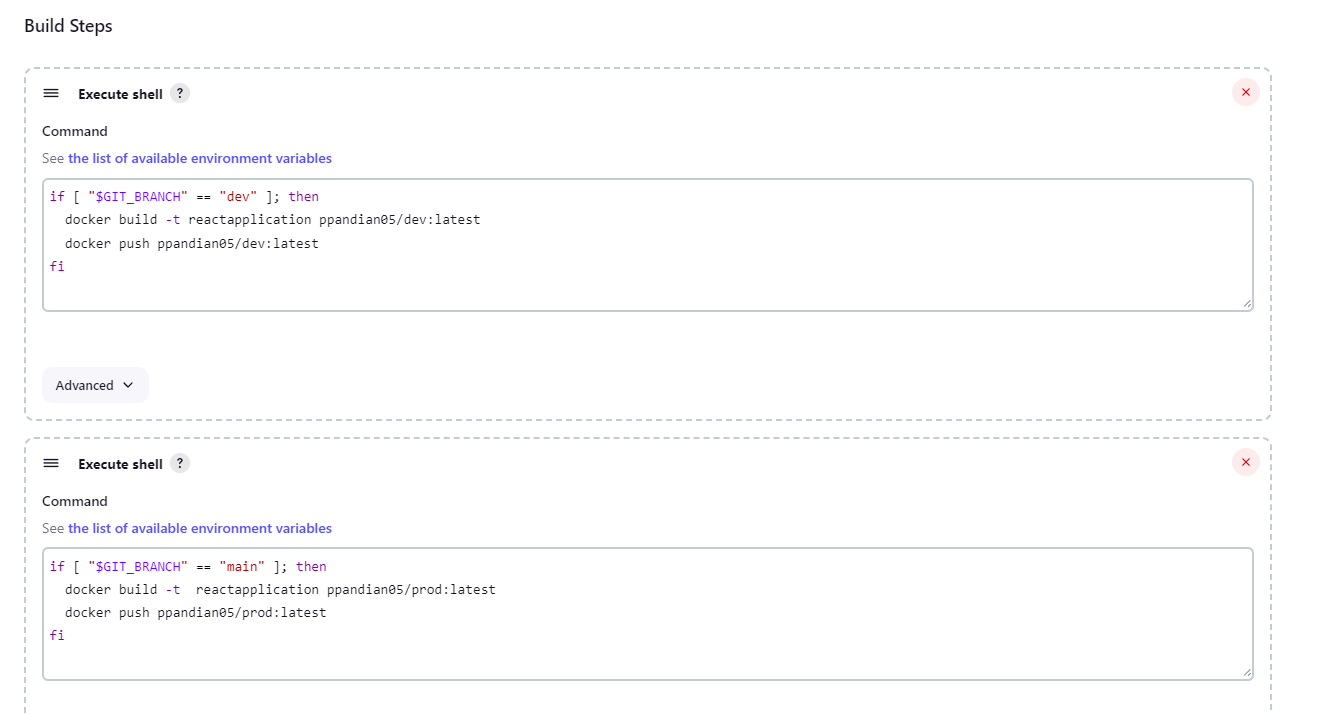 Build Steps
Execute shell ?
Command
See the list of available environment variables
if [ "$GIT_BRANCH" == "dev" ]; then
  docker build -t reactapplication ppandian05/dev:latest
  docker push ppandian05/dev:latest
fi
Advanced
Execute shell ?
Command
See the list of available environment variables
if [ "$GIT_BRANCH" == "main" ]; then
  docker build -t  reactapplication ppandian05/prod:latest
  docker push ppandian05/prod:latest
fi